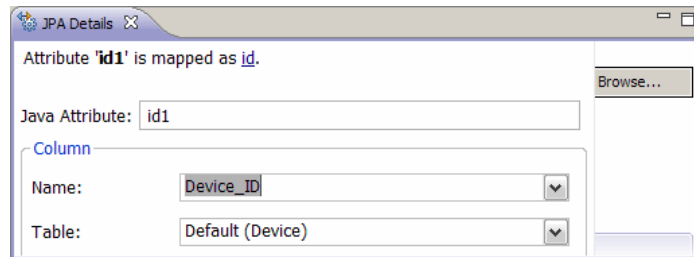 JPA Details
Attribute 'id1' is mapped as id.
Browse...
Java Attribute: id1
Column
Name: Device_ID
Table: Default (Device)